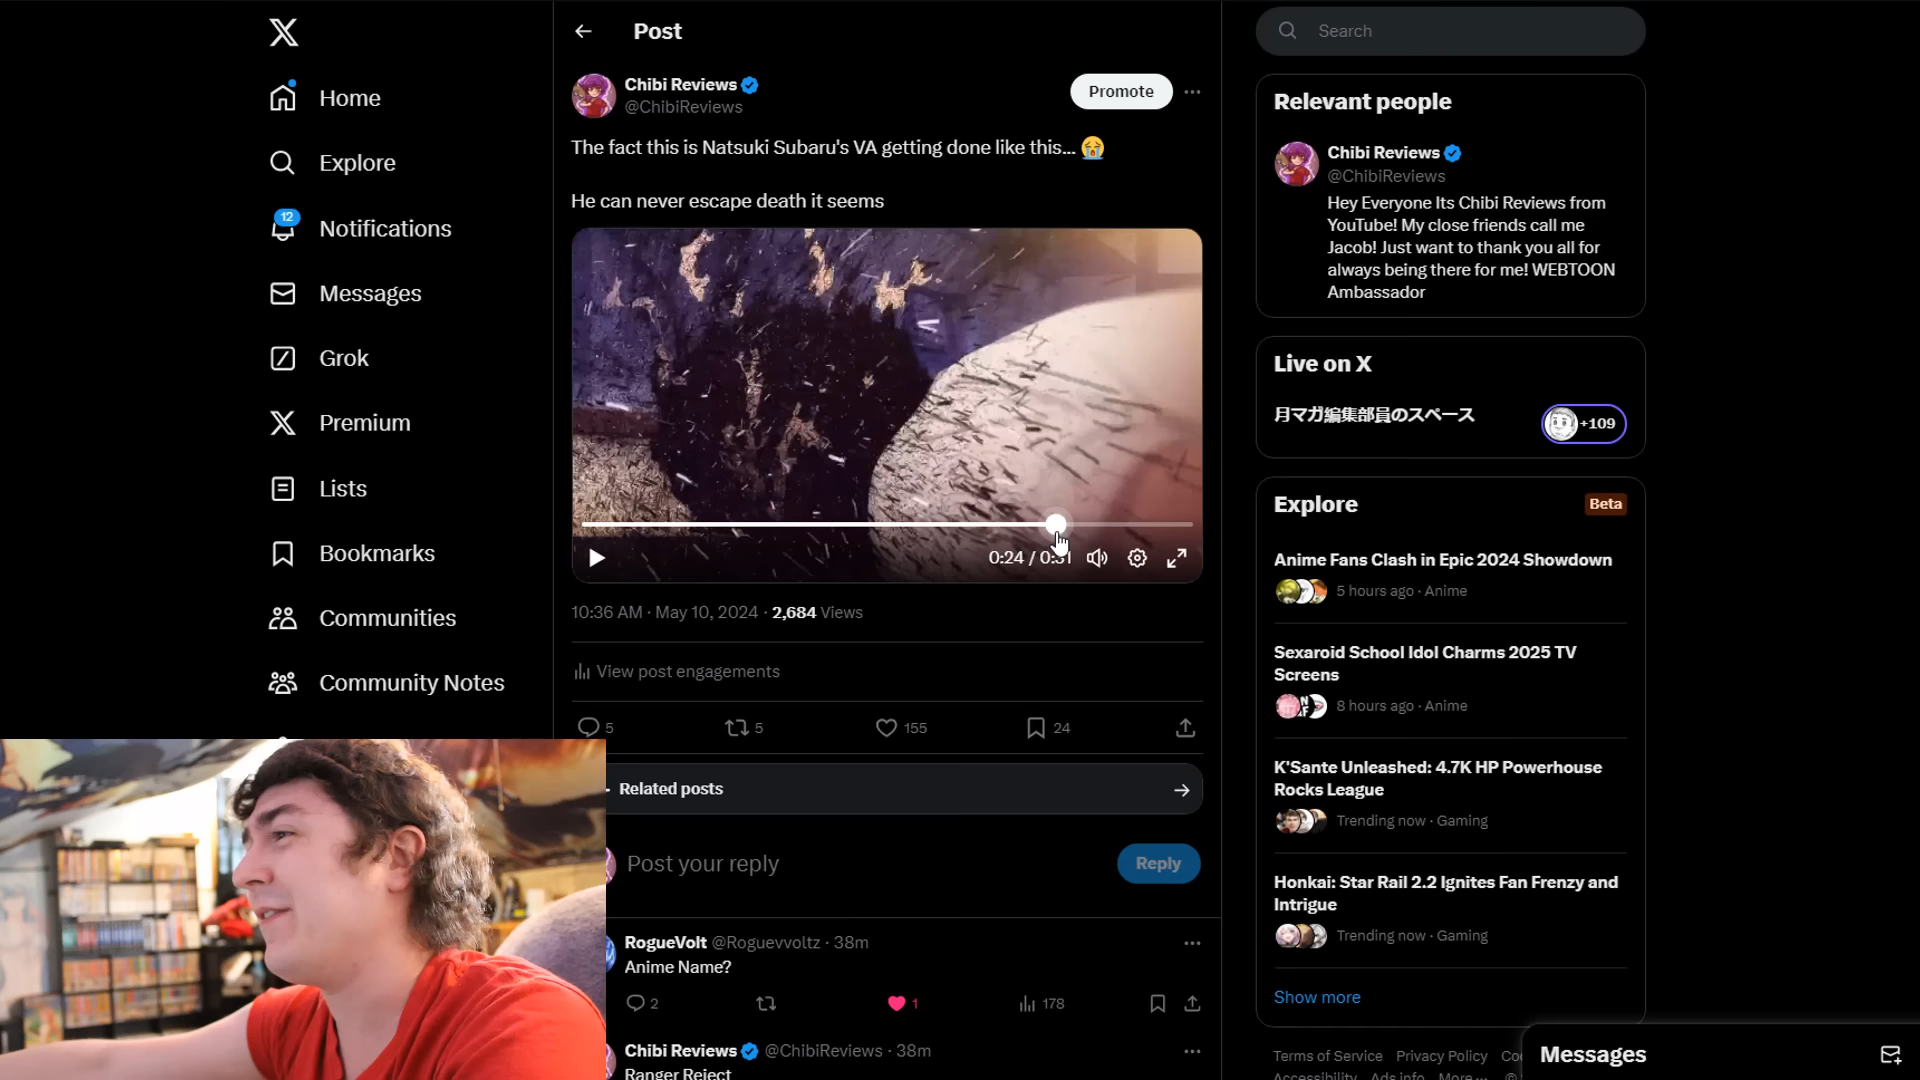 Home
Explore
12
Notifications
Messages
Grok
Premium
Lists
Bookmarks
Communities
Community Notes
Post
Chibi Reviews
@ChibiReviews
Promote
The fact this is Natsuki Subaru's VA getting done like this... 😭
He can never escape death it seems
0:24 / 0:31
10:36 AM · May 10, 2024 · 2,684 Views
View post engagements
5
5
155
24
Related posts
Post your reply
Reply
RogueVolt @Roguevvoltz · 38m
Anime Name?
2
1
178
Chibi Reviews @ChibiReviews · 38m
Ranger Reject
Search
Relevant people
Chibi Reviews
@ChibiReviews
Hey Everyone Its Chibi Reviews from
YouTube! My close friends call me
Jacob! Just want to thank you all for
always being there for me! WEBTOON
Ambassador
Live on X
月マガ編集部員のスペース
+109
Explore
Beta
Anime Fans Clash in Epic 2024 Showdown
5 hours ago · Anime
Sexaroid School Idol Charms 2025 TV
Screens
8 hours ago · Anime
K'Sante Unleashed: 4.7K HP Powerhouse
Rocks League
Trending now · Gaming
Honkai: Star Rail 2.2 Ignites Fan Frenzy and
Intrigue
Trending now · Gaming
Show more
Terms of Service Privacy Policy Coo
Accessibility Ads info More ...
Messages